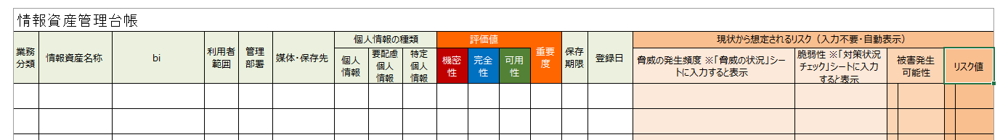 情報資産管理台帳
業務
分類
情報資産名称
bi
利用者
範囲
管理
部署
媒体・保存先
個人情報の種類
個人
情報
要配慮
個人
情報
特定
個人
情報
評価値
機密
性
完全
性
可用
性
重要
度
保存
期限
登録日
現状から想定されるリスク（入力不要・自動表示）
脅威の発生頻度 ※「脅威の状況」シー
トに入力すると表示
脆弱性 ※「対策状況
チェック」シートに入力
すると表示
被害発生
可能性
リスク値